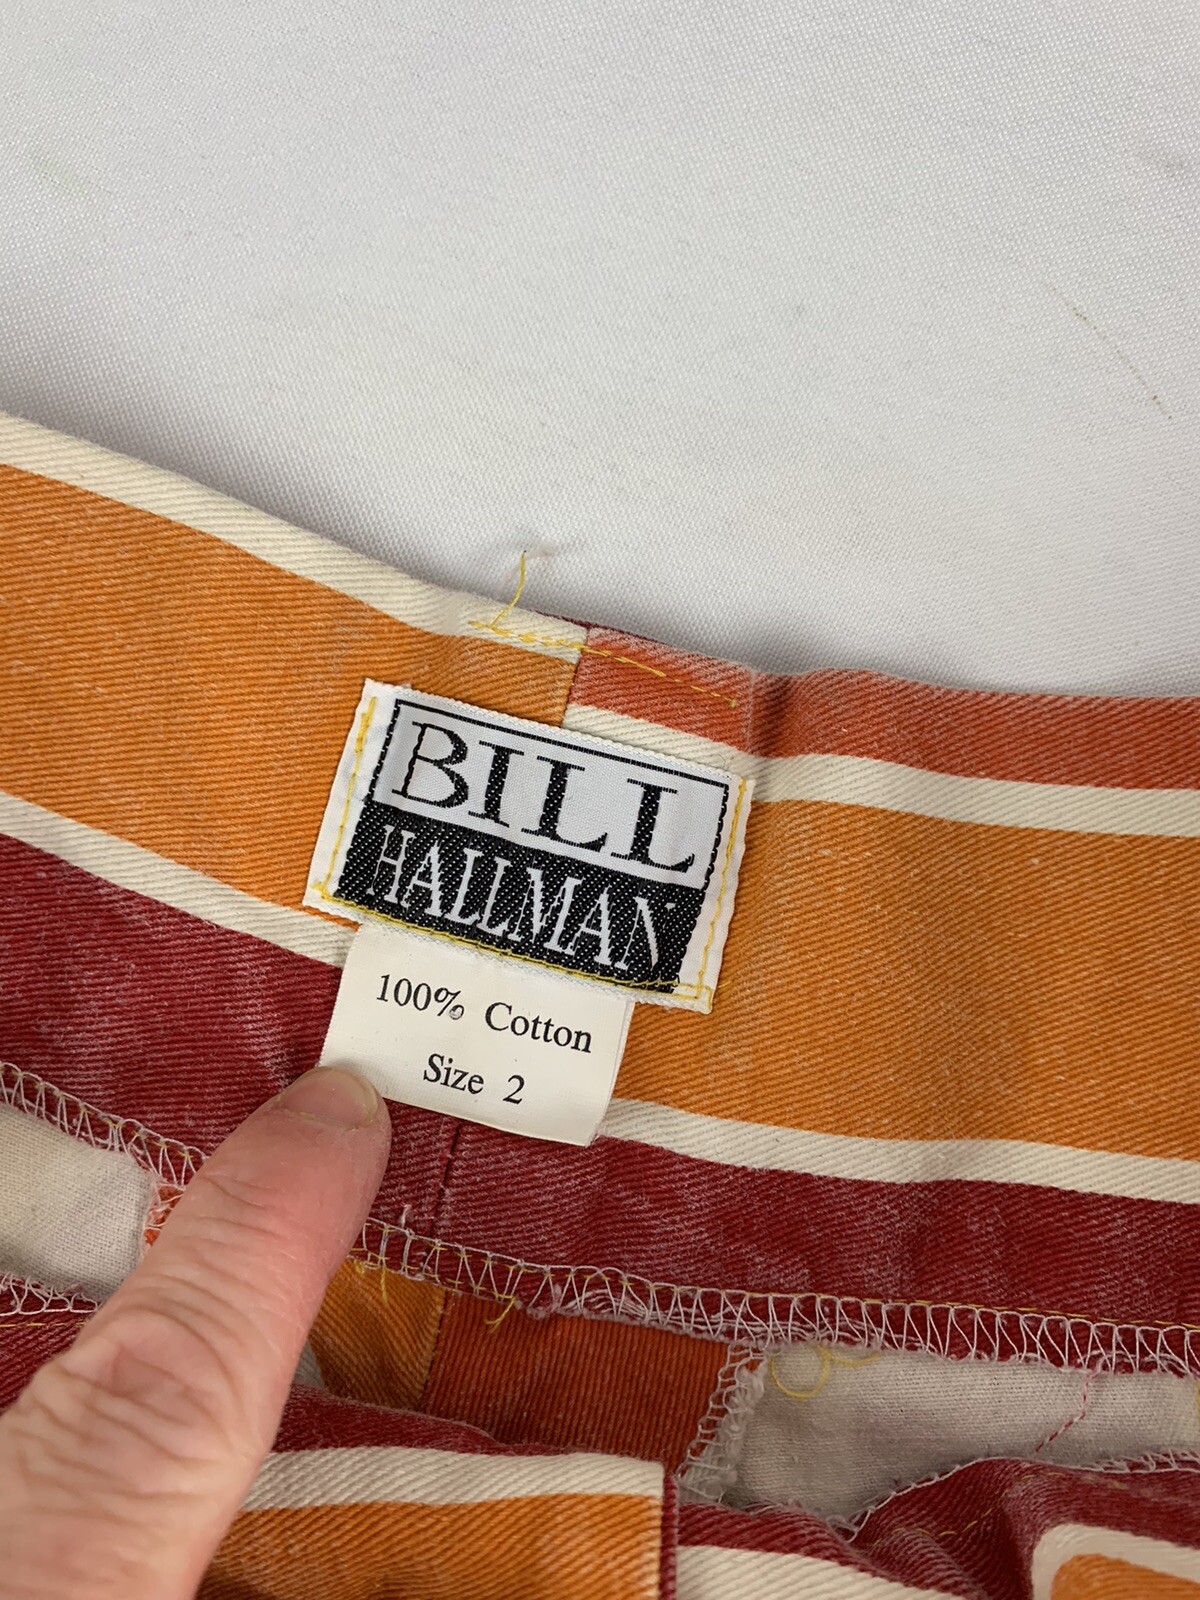 BILL
HALLMAN
100% Cotton
Size 2